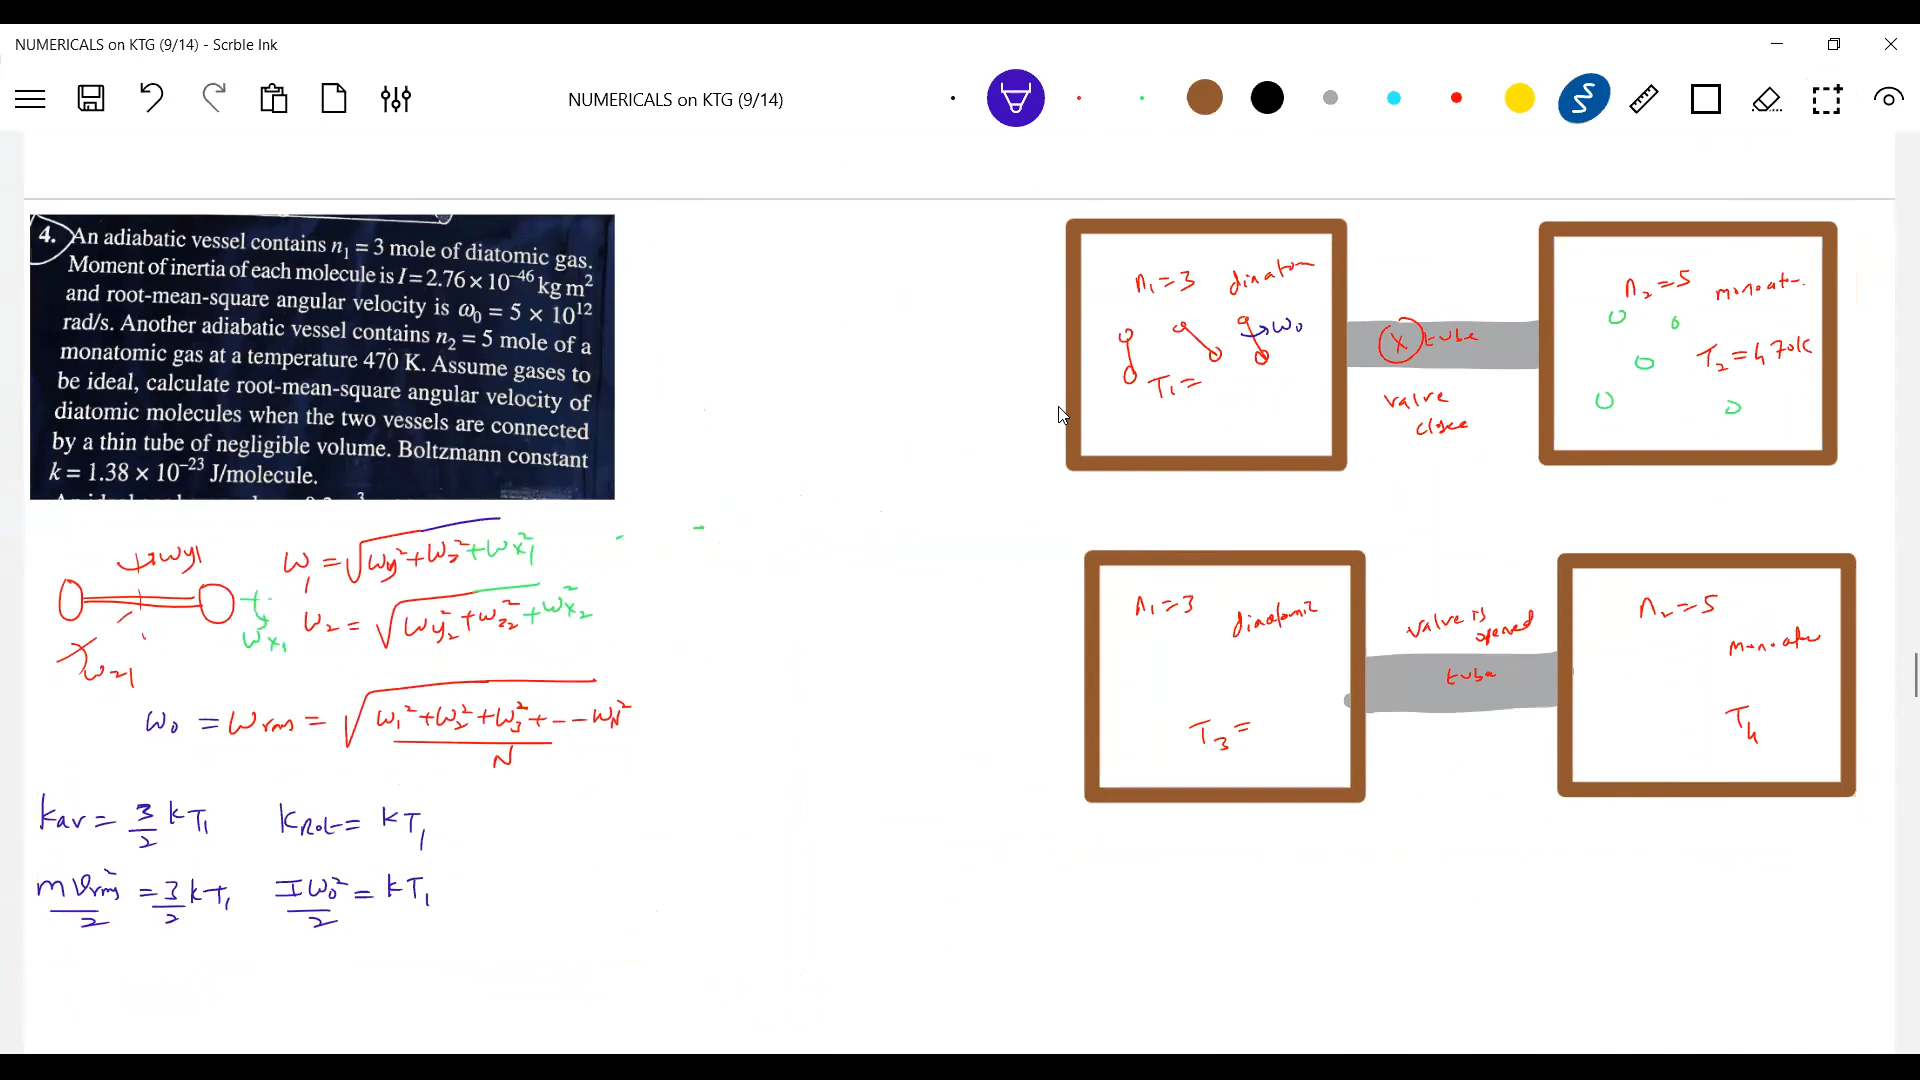 NUMERICALS on KTG (9/14) - Scrble Ink
NUMERICALS on KTG (9/14)
4. An adiabatic vessel contains n₁ = 3 mole of diatomic gas.
Moment of inertia of each molecule is I = 2.76 × 10⁻⁴⁶ kg m²
and root-mean-square angular velocity is ω₀ = 5 × 10¹²
rad/s. Another adiabatic vessel contains n₂ = 5 mole of a
monatomic gas at a temperature 470 K. Assume gases to
be ideal, calculate root-mean-square angular velocity of
diatomic molecules when the two vessels are connected
by a thin tube of negligible volume. Boltzmann constant
k = 1.38 × 10⁻²³ J/molecule.
n₁ = 3 diatom
ω₀
T₁ =
X tube
valve
close
n₂ = 5 monoatom.
T₂ = 470K
ωy1
ωx₁
ωz1
ω₁ = √(ωy² + ωz² + ωx₁²)
ω₂ = √(ωy₂² + ωz₂² + ωx₂²)
ω₀ = ωrms = √((ω₁² + ω₂² + ω₃² + -- ωN²)/N)
kav = 3/2 kT₁ KRot = KT₁
mVrms²/2 = 3/2 kT₁ Iω₀²/2 = kT₁
n₁ = 3 diatomic
T₃ =
valve is
opened
tube
n₂ = 5
T₄